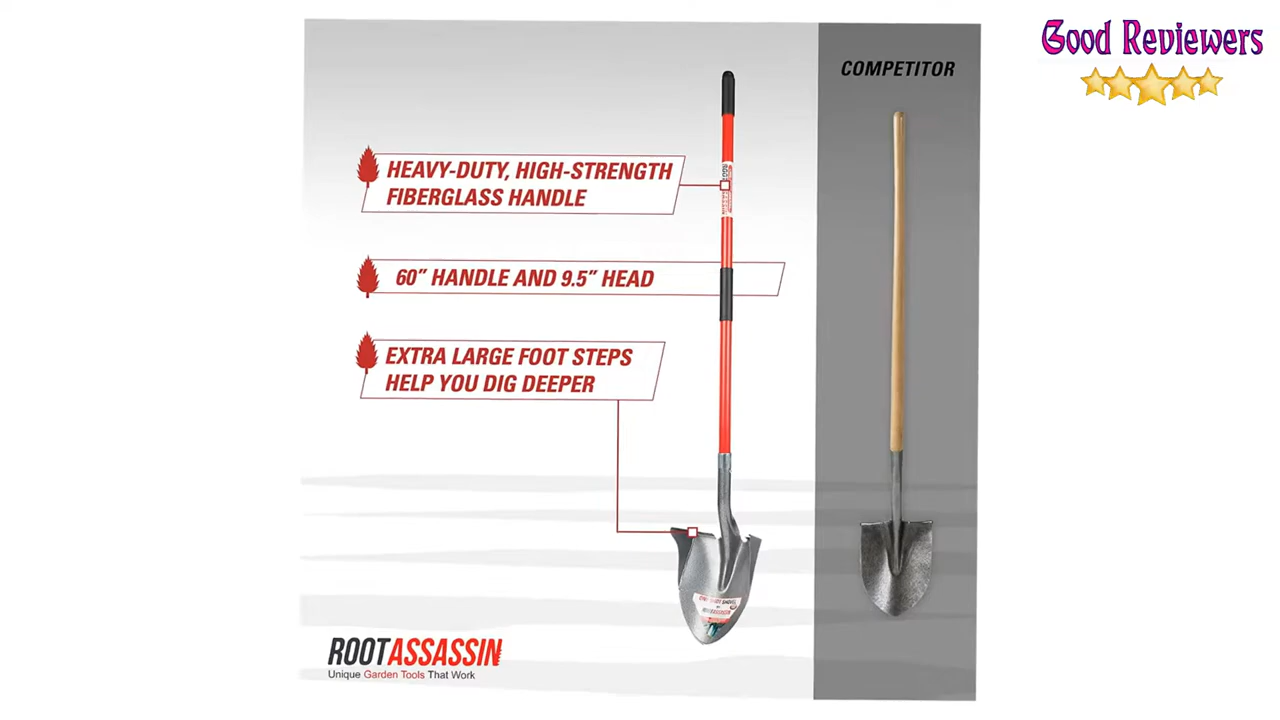 Good Reviewers
COMPETITOR
HEAVY-DUTY, HIGH-STRENGTH
FIBERGLASS HANDLE
60” HANDLE AND 9.5” HEAD
EXTRA LARGE FOOT STEPS
HELP YOU DIG DEEPER
ROOTASSASSIN
Unique Garden Tools That Work